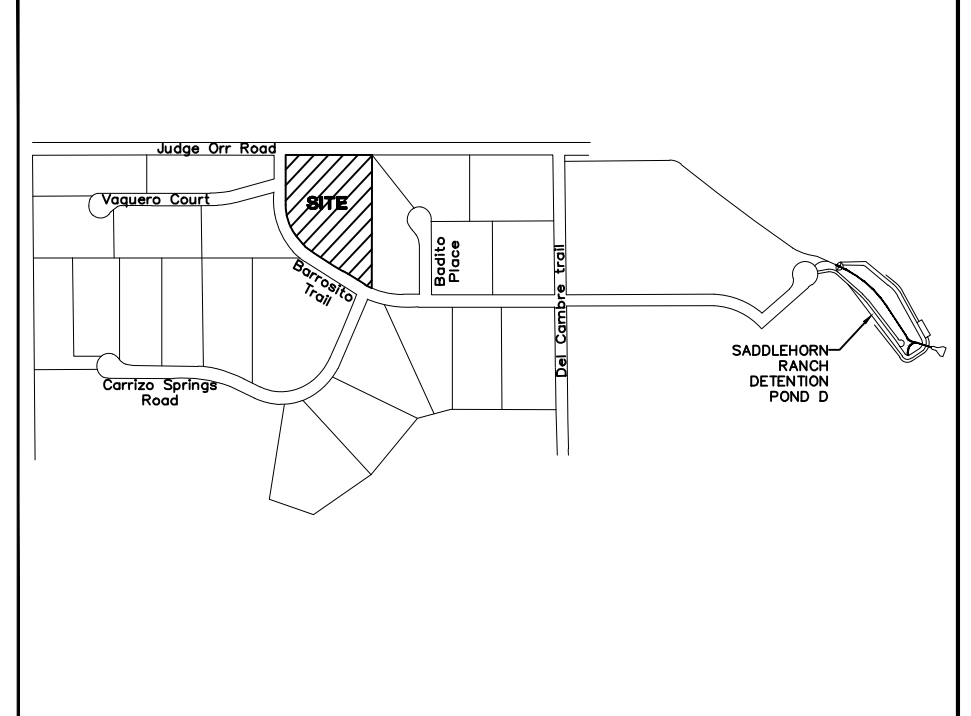 Judge Orr Road
Vaquero Court
SITE
Badito
Place
Del Cambre trail
Barrosito
Trail
Carrizo Springs
Road
SADDLEHORN
RANCH
DETENTION
POND D